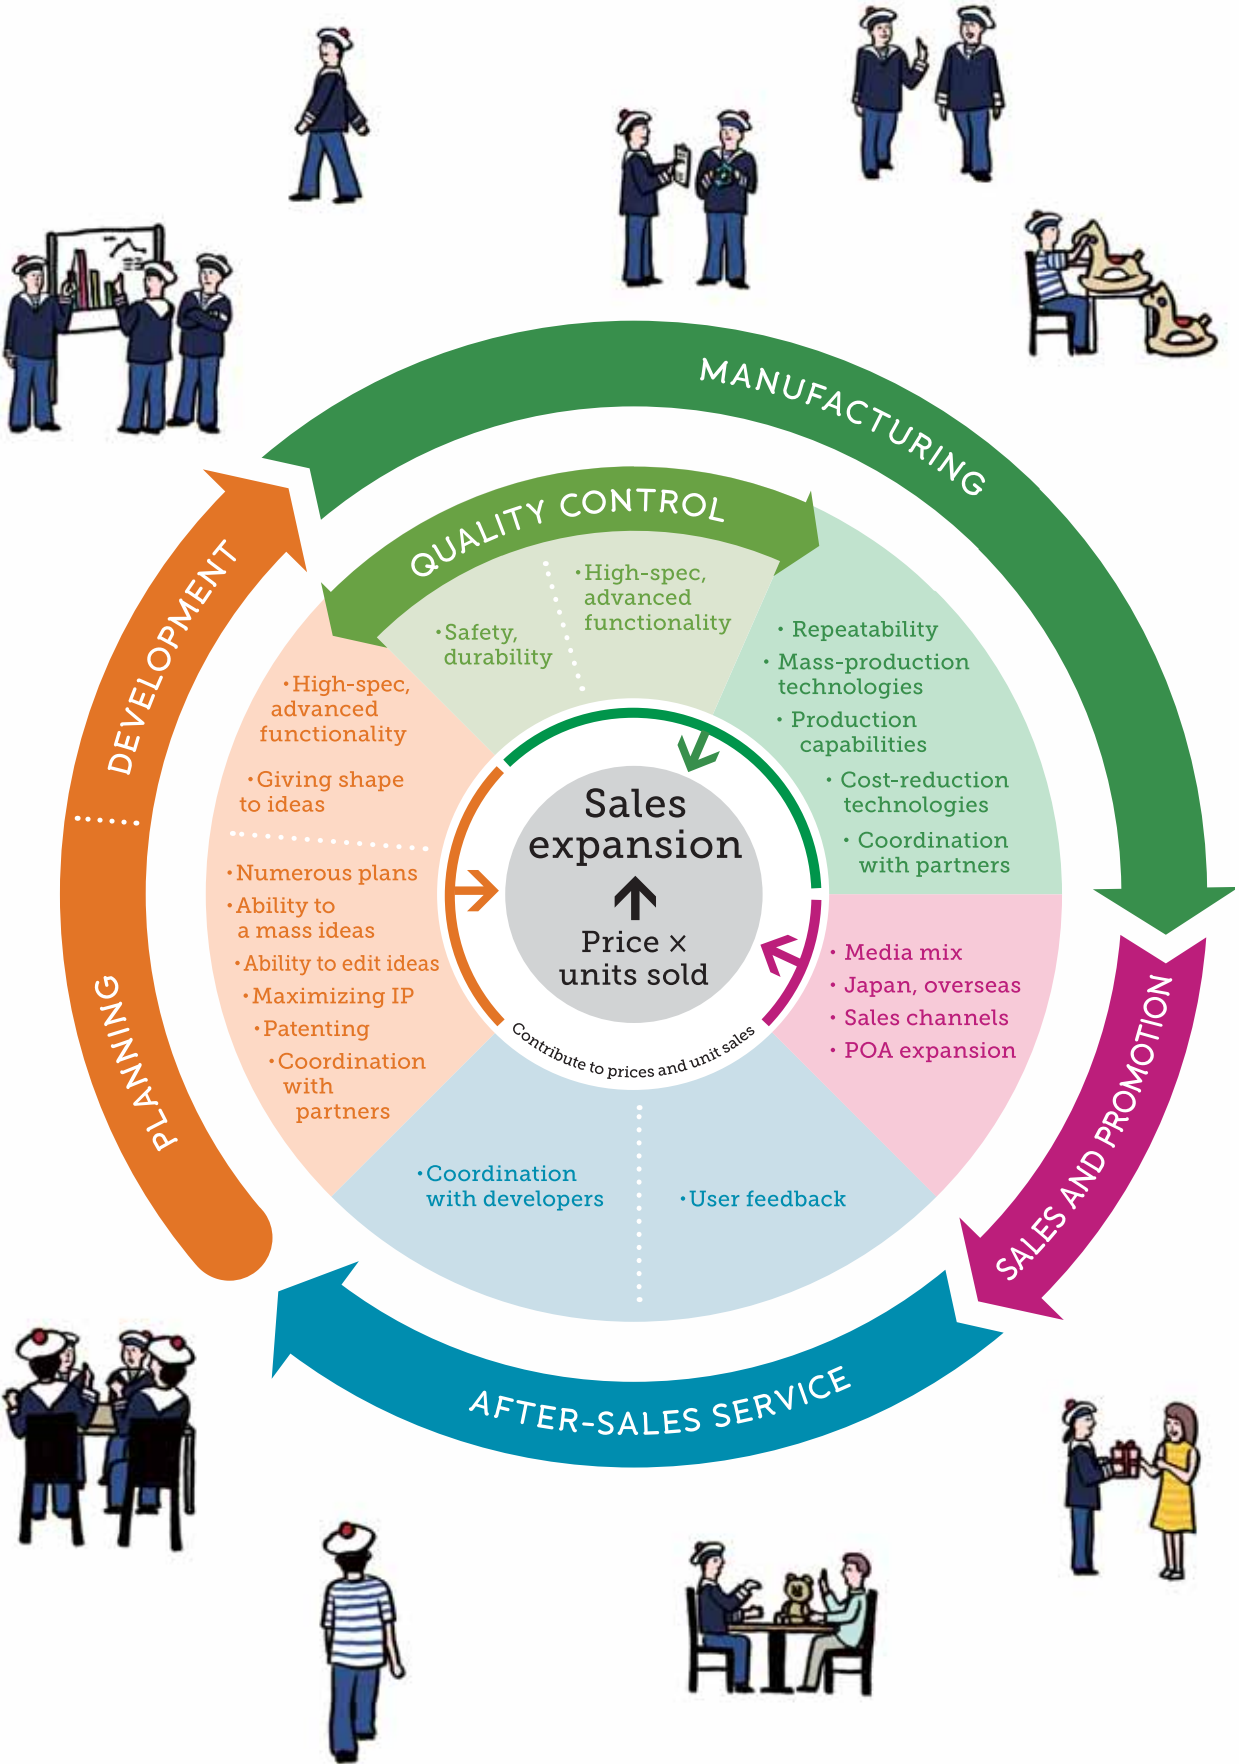 MANUFACTURING
QUALITY CONTROL
DEVELOPMENT
PLANNING
SALES AND PROMOTION
AFTER-SALES SERVICE
•Safety,
durability
•High-spec,
advanced
functionality
• Repeatability
• Mass-production
technologies
• Production
capabilities
• Cost-reduction
technologies
• Coordination
with partners
•High-spec,
advanced
functionality
•Giving shape
to ideas
•Numerous plans
•Ability to
a mass ideas
•Ability to edit ideas
•Maximizing IP
•Patenting
•Coordination
with
partners
Sales
expansion
Price ×
units sold
Contribute to prices and unit sales
• Media mix
• Japan, overseas
• Sales channels
• POA expansion
•Coordination
with developers
•User feedback